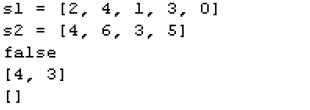 s1 = [2, 4, 1, 3, 0]
s2 = [4, 6, 3, 5]
false
[4, 3]
[]